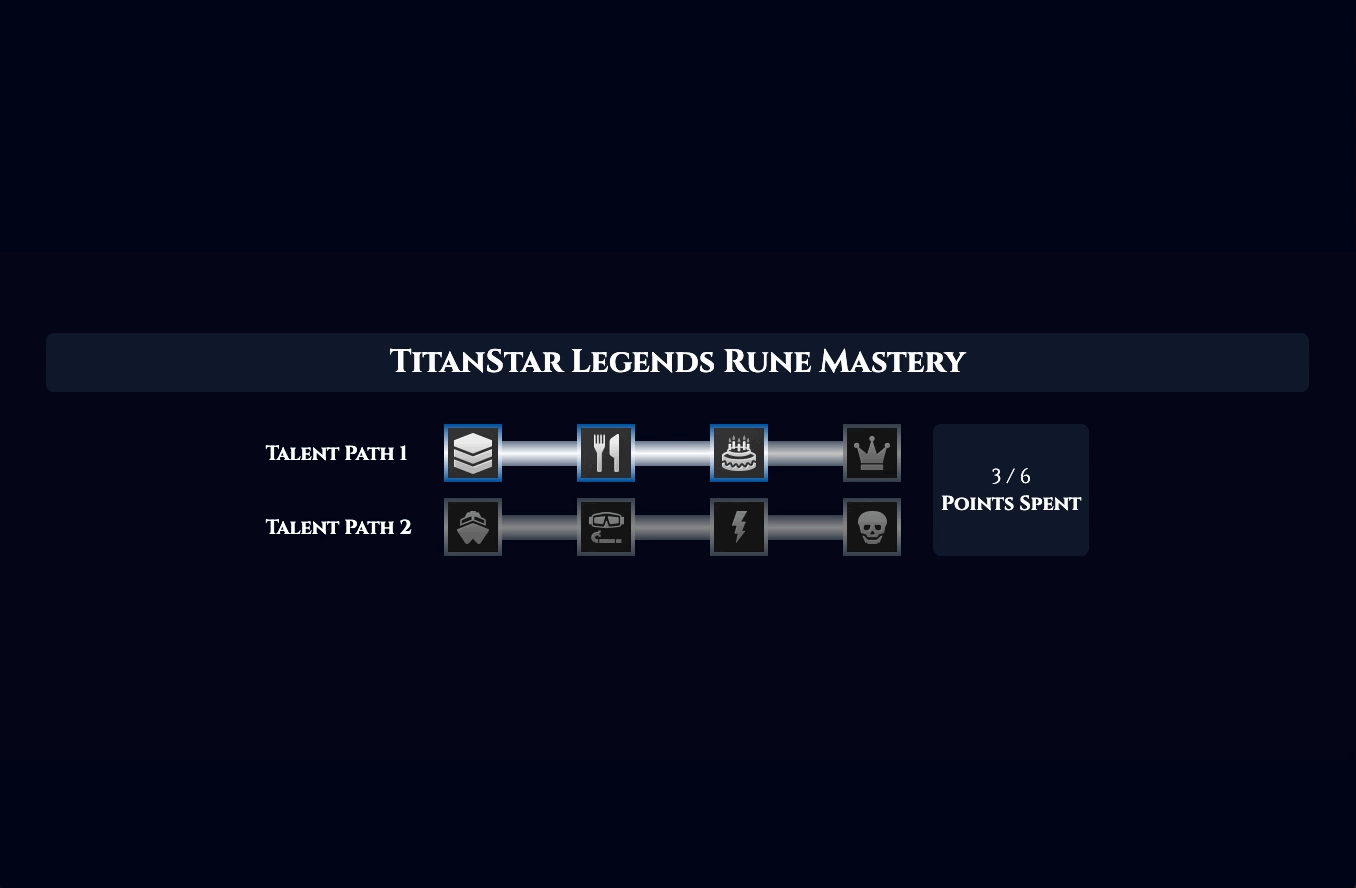 TitanStar Legends Rune Mastery
Talent Path 1
Talent Path 2
3 / 6
Points Spent